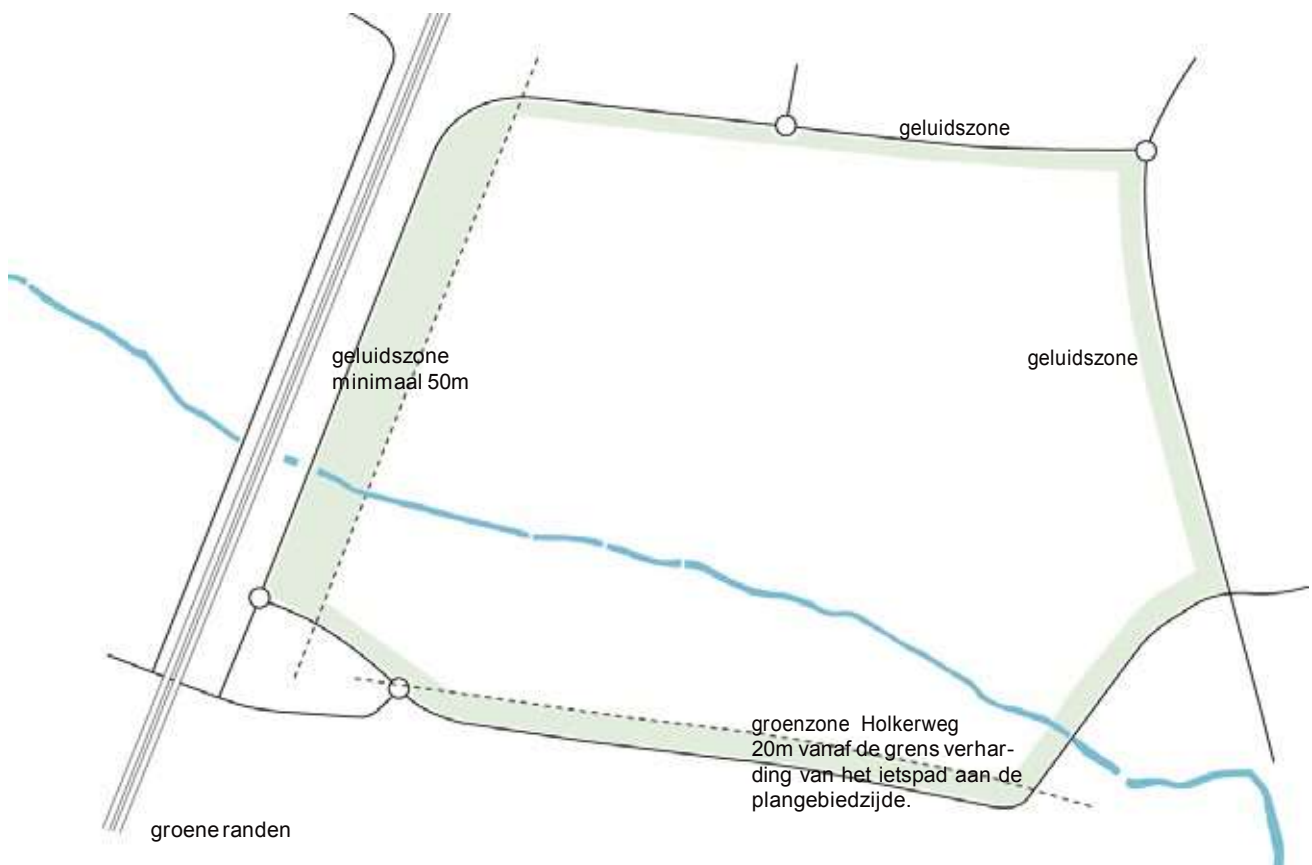 geluidszone
geluidszone
minimaal 50m
geluidszone
groenzone Holkerweg
20m vanaf de grens verhar-
ding van het ietspad aan de
plangebiedzijde.
groene randen